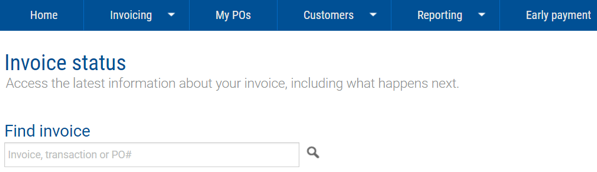 Home Invoicing My POs Customers Reporting Early payment
Invoice status
Access the latest information about your invoice, including what happens next.
Find invoice
Invoice, transaction or PO#